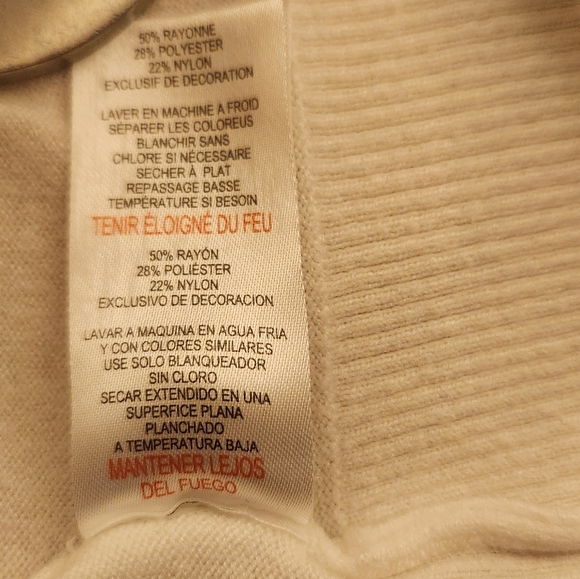 50% RAYONNE
28% POLYESTER
22% NYLON
EXCLUSIF DE DECORATION
LAVER EN MACHINE A FROID
SÉPARER LES COLOREUS
BLANCHIR SANS
CHLORE SI NÉCESSAIRE
SECHER À PLAT
REPASSAGE BASSE
TEMPÉRATURE SI BESOIN
TENIR ÉLOIGNÉ DU FEU
50% RAYÓN
28% POLIÉSTER
22% NYLON
EXCLUSIVO DE DECORACION
LAVAR A MAQUINA EN AGUA FRIA
Y CON COLORES SIMILARES
USE SOLO BLANQUEADOR
SIN CLORO
SECAR EXTENDIDO EN UNA
SUPERFICE PLANA
PLANCHADO
A TEMPERATURA BAJA
MANTENER LEJOS
DEL FUEGO